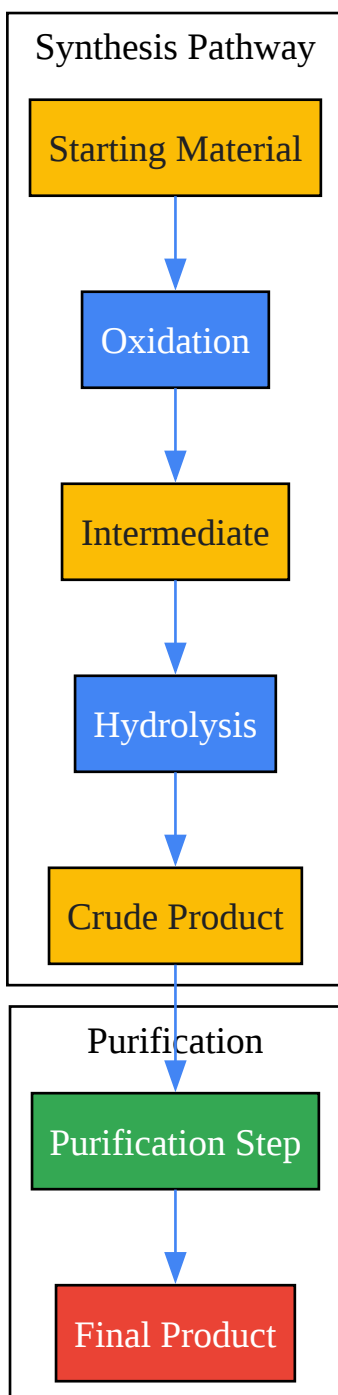 Synthesis Pathway
Starting Material
Oxidation
Intermediate
Hydrolysis
Crude Product
Purification
Purification Step
Final Product